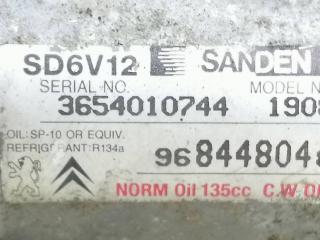 SD6V12 SANDEN
SERIAL NO. MODEL N
3654010744 190
OIL: SP-10 OR EQUIV.
REFRIGERANT: R134a
96844804
NORM Oil 135cc C.W